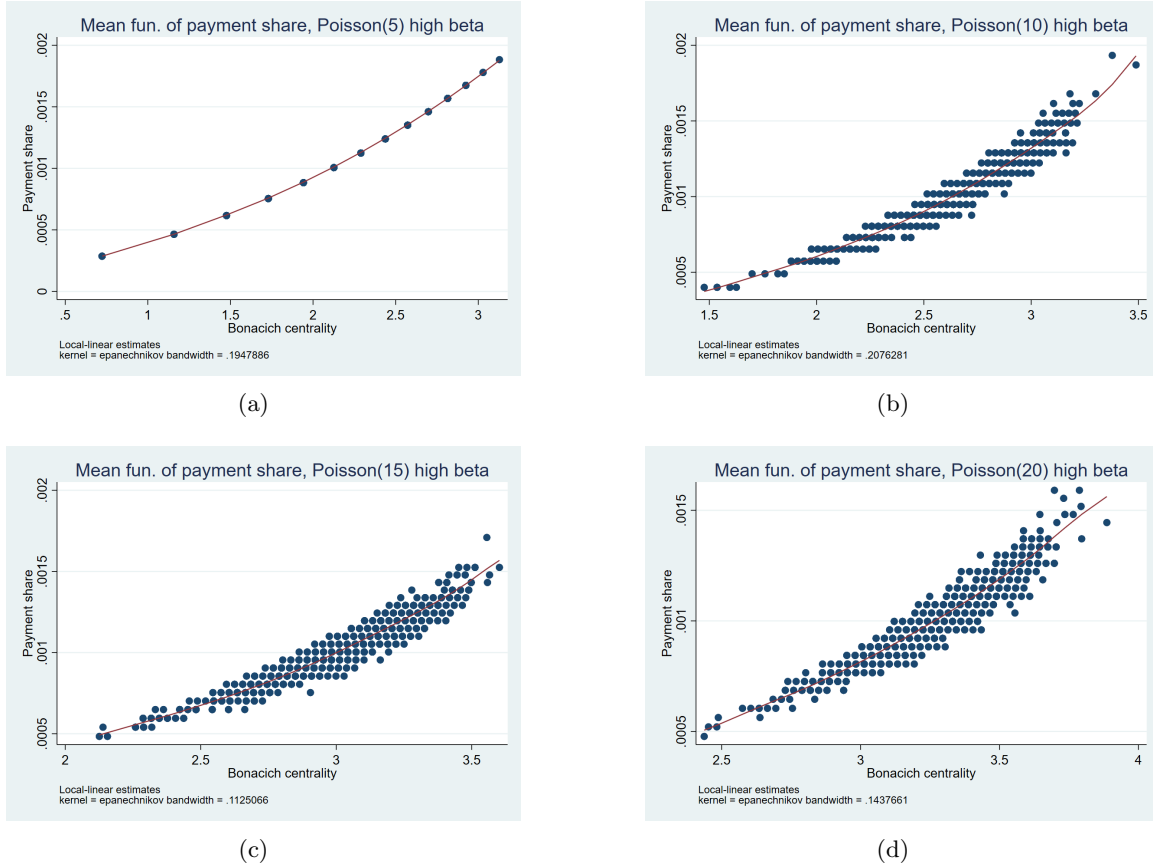 Mean fun. of payment share, Poisson(5) high beta
Payment share
.002
.0015
.001
.0005
0
.5 1 1.5 2 2.5 3
Bonacich centrality
Local-linear estimates
kernel = epanechnikov bandwidth = .1947886
(a)
Mean fun. of payment share, Poisson(10) high beta
Payment share
.002
.0015
.001
.0005
1.5 2 2.5 3 3.5
Bonacich centrality
Local-linear estimates
kernel = epanechnikov bandwidth = .2076281
(b)
Mean fun. of payment share, Poisson(15) high beta
Payment share
.002
.0015
.001
.0005
2 2.5 3 3.5
Bonacich centrality
Local-linear estimates
kernel = epanechnikov bandwidth = .1125066
(c)
Mean fun. of payment share, Poisson(20) high beta
Payment share
.0015
.001
.0005
2.5 3 3.5 4
Bonacich centrality
Local-linear estimates
kernel = epanechnikov bandwidth = .1437661
(d)